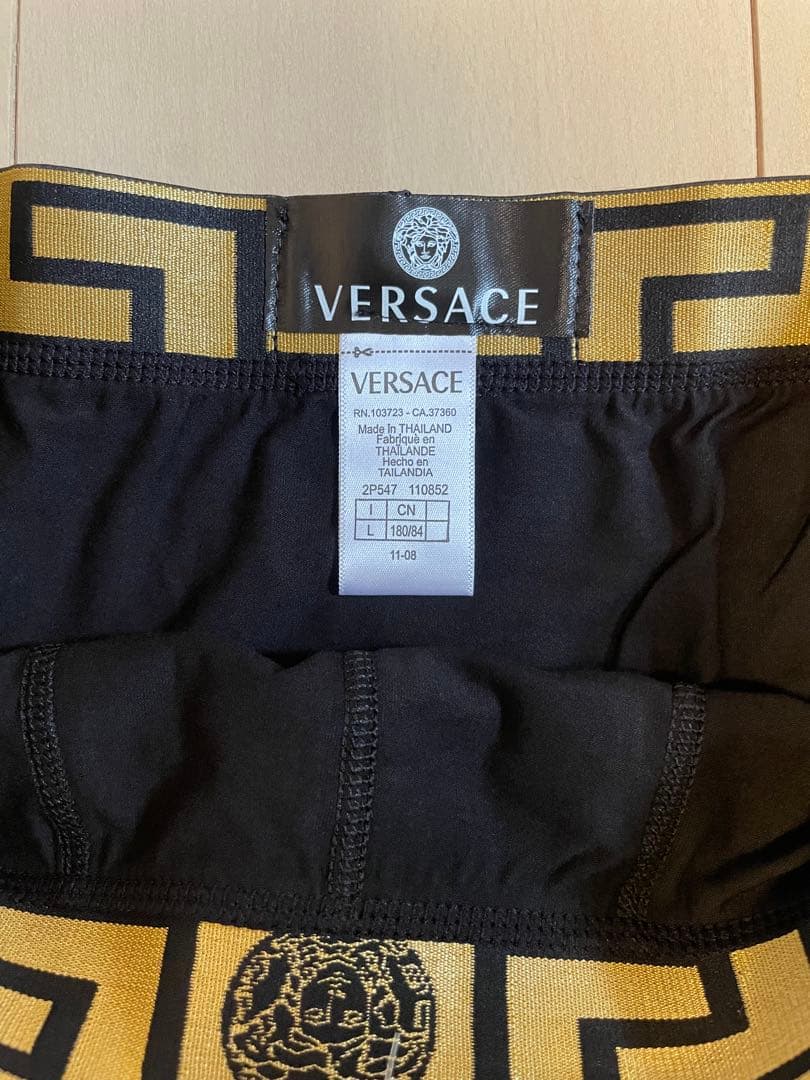 VERSACE
VERSACE
RN.103723 - CA.37360
Made in THAILAND
Fabriquè en
THAÏLANDE
Hecho en
TAILANDIA
2P547 110852
I CN
L 180/84
11-08